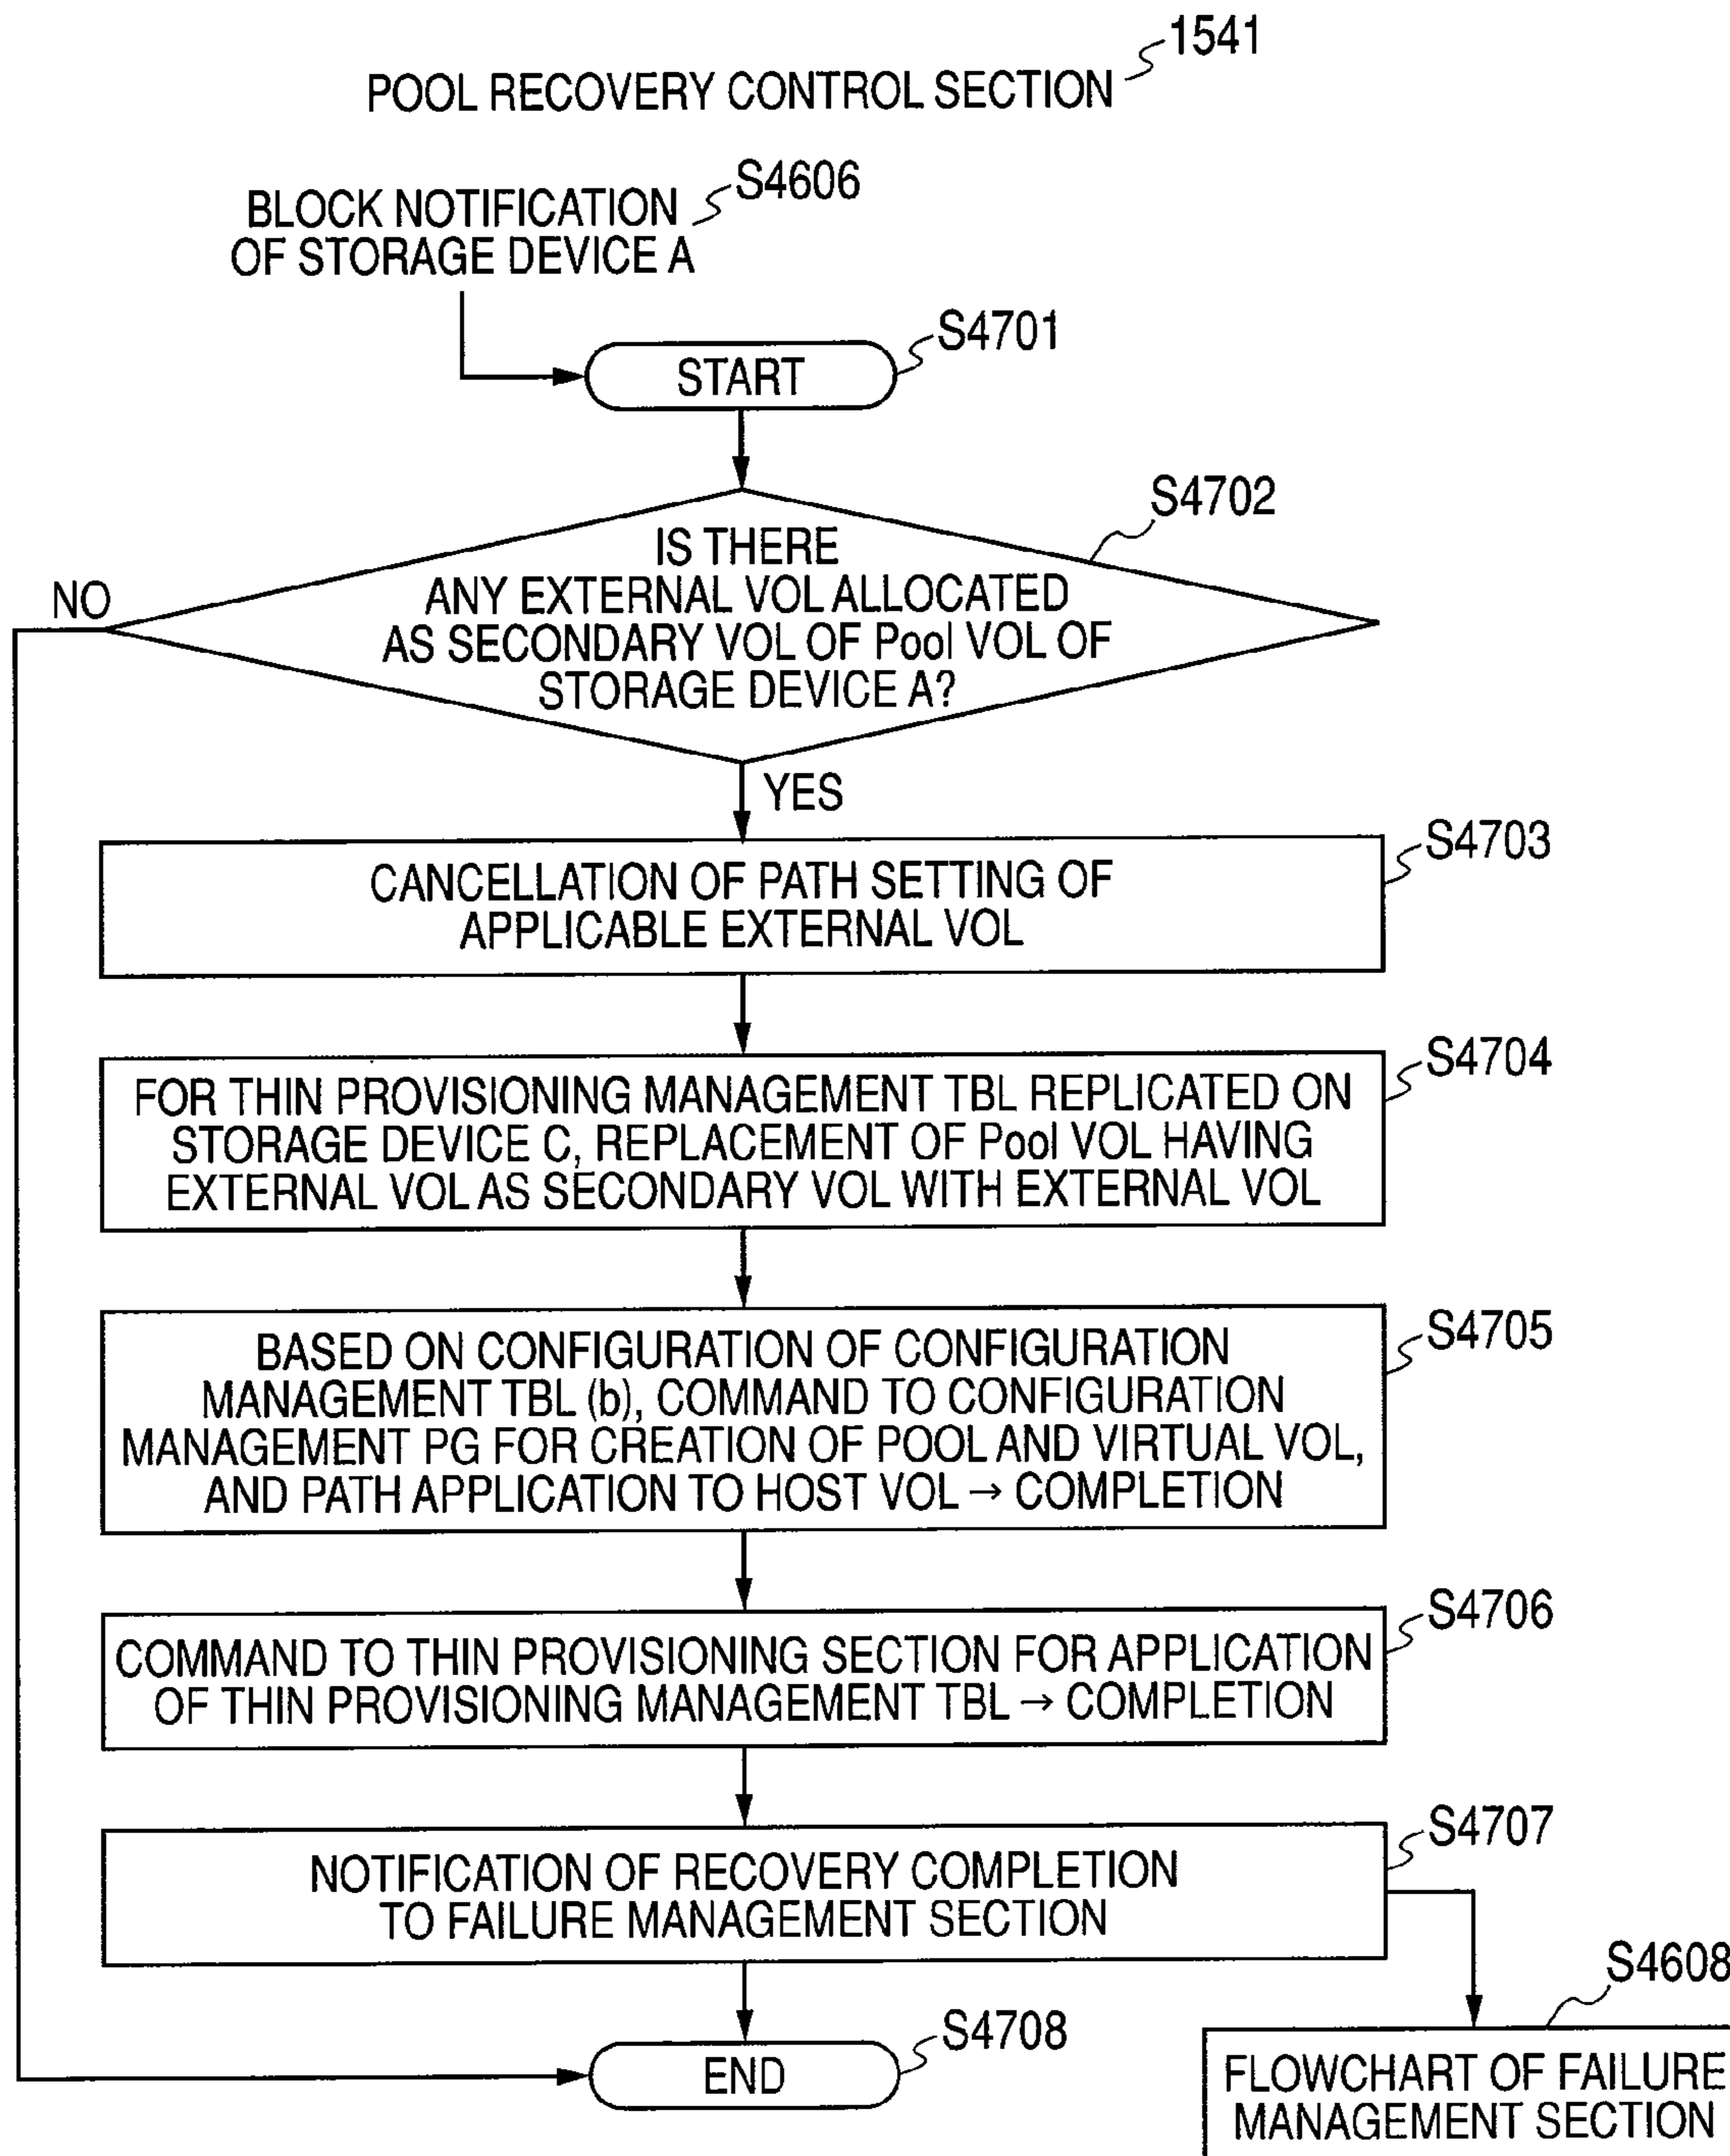 1541
POOL RECOVERY CONTROL SECTION
S4606
BLOCK NOTIFICATION
OF STORAGE DEVICE A
S4701
START
S4702
IS THERE
ANY EXTERNAL VOL ALLOCATED
AS SECONDARY VOL OF Pool VOL OF
STORAGE DEVICE A?
NO
YES
S4703
CANCELLATION OF PATH SETTING OF
APPLICABLE EXTERNAL VOL
S4704
FOR THIN PROVISIONING MANAGEMENT TBL REPLICATED ON
STORAGE DEVICE C, REPLACEMENT OF Pool VOL HAVING
EXTERNAL VOL AS SECONDARY VOL WITH EXTERNAL VOL
S4705
BASED ON CONFIGURATION OF CONFIGURATION
MANAGEMENT TBL (b), COMMAND TO CONFIGURATION
MANAGEMENT PG FOR CREATION OF POOL AND VIRTUAL VOL,
AND PATH APPLICATION TO HOST VOL → COMPLETION
S4706
COMMAND TO THIN PROVISIONING SECTION FOR APPLICATION
OF THIN PROVISIONING MANAGEMENT TBL → COMPLETION
S4707
NOTIFICATION OF RECOVERY COMPLETION
TO FAILURE MANAGEMENT SECTION
S4708
END
S4608
FLOWCHART OF FAILURE
MANAGEMENT SECTION